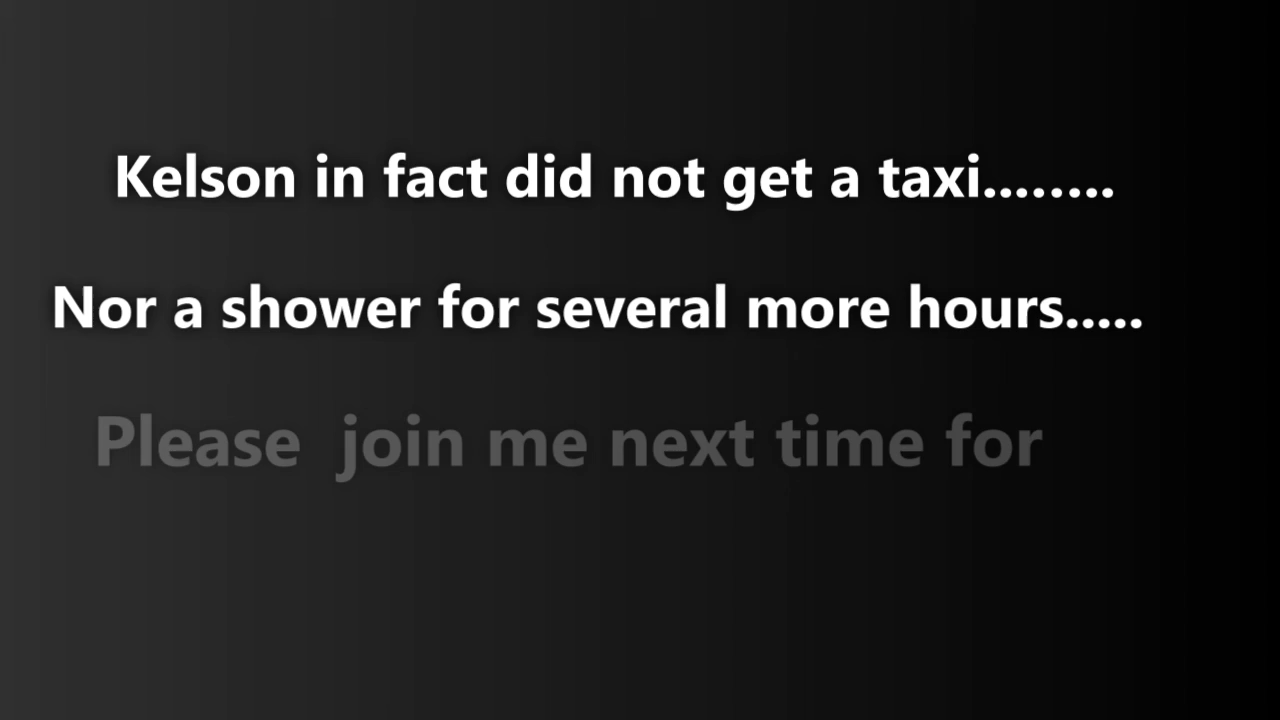 Kelson in fact did not get a taxi........
Nor a shower for several more hours.....
Please  join me next time for